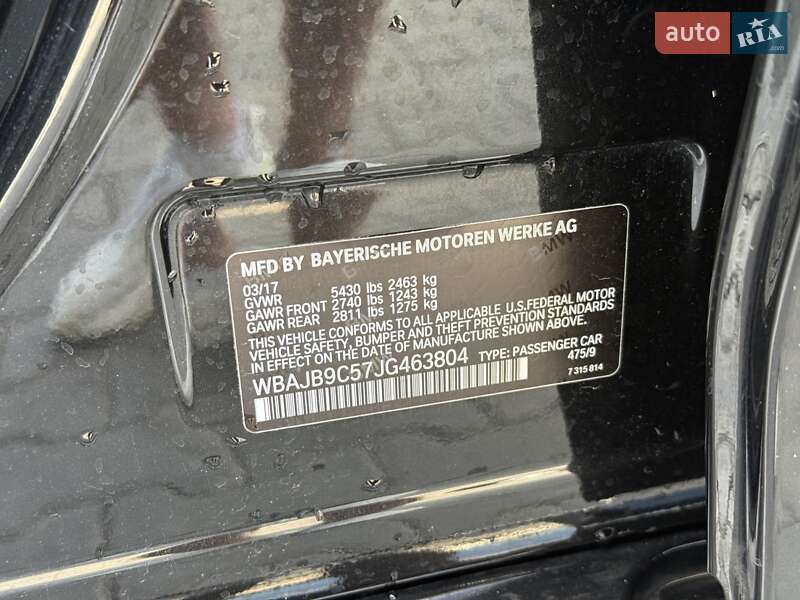 auto RIA .com
MFD BY BAYERISCHE MOTOREN WERKE AG
03/17
GVWR 5430 lbs 2463 kg
GAWR FRONT 2740 lbs 1243 kg
GAWR REAR 2811 lbs 1275 kg
THIS VEHICLE CONFORMS TO ALL APPLICABLE U.S.FEDERAL MOTOR
VEHICLE SAFETY, BUMPER AND THEFT PREVENTION STANDARDS
IN EFFECT ON THE DATE OF MANUFACTURE SHOWN ABOVE.
WBAJB9C57JG463804 TYPE: PASSENGER CAR
475/9
7 315 814